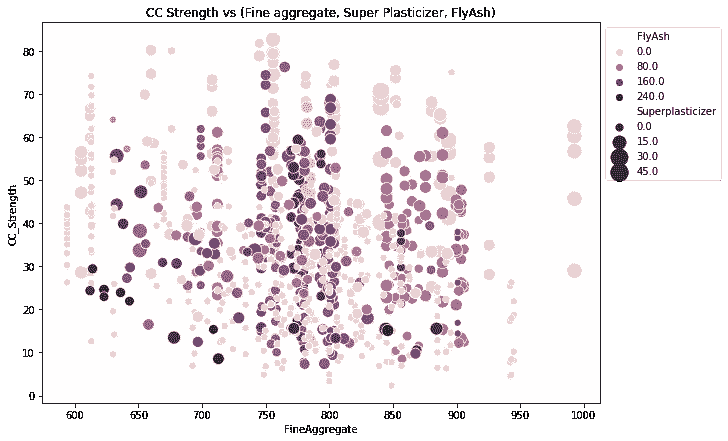 CC Strength vs (Fine aggregate, Super Plasticizer, FlyAsh)
FlyAsh
0.0
80.0
160.0
240.0
Superplasticizer
0.0
15.0
30.0
45.0
CC_Strength
80
70
60
50
40
30
20
10
0
600 650 700 750 800 850 900 950 1000
FineAggregate